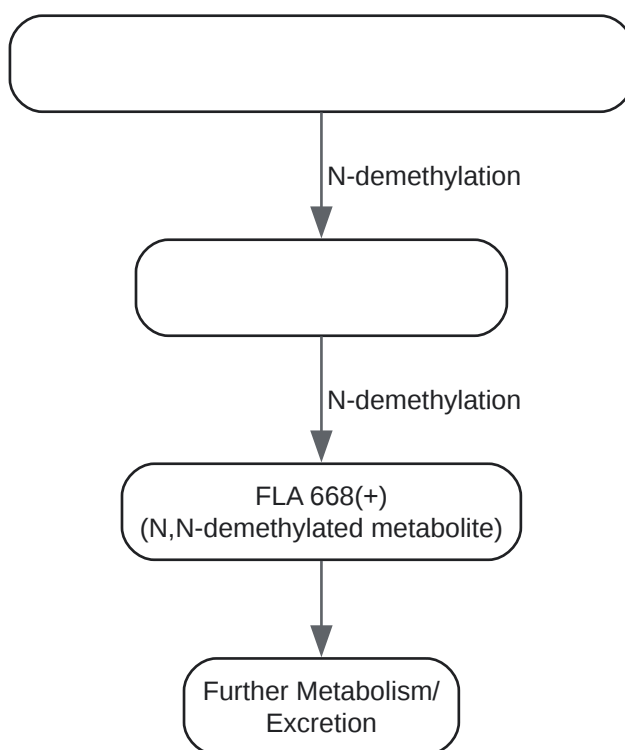 N-demethylation
N-demethylation
FLA 668(+)
(N,N-demethylated metabolite)
Further Metabolism/
Excretion